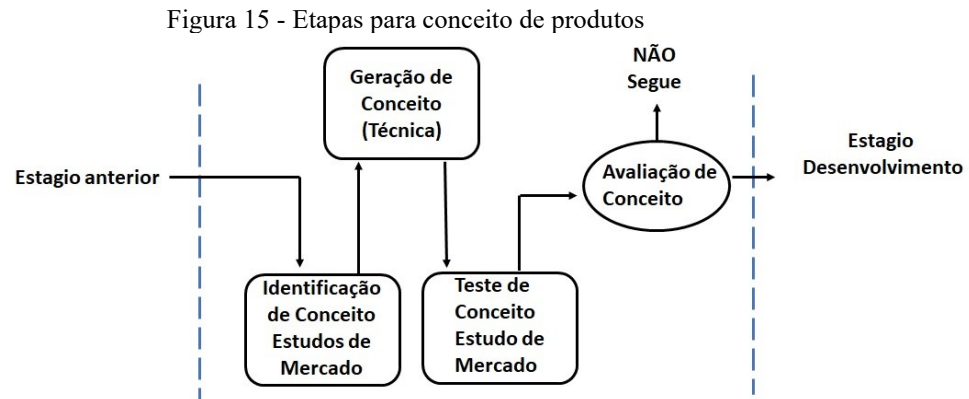 Figura 15 - Etapas para conceito de produtos
Estagio anterior
Identificação
de Conceito
Estudos de
Mercado
Geração de
Conceito
(Técnica)
Teste de
Conceito
Estudo de
Mercado
Avaliação de
Conceito
NÃO
Segue
Estagio
Desenvolvimento